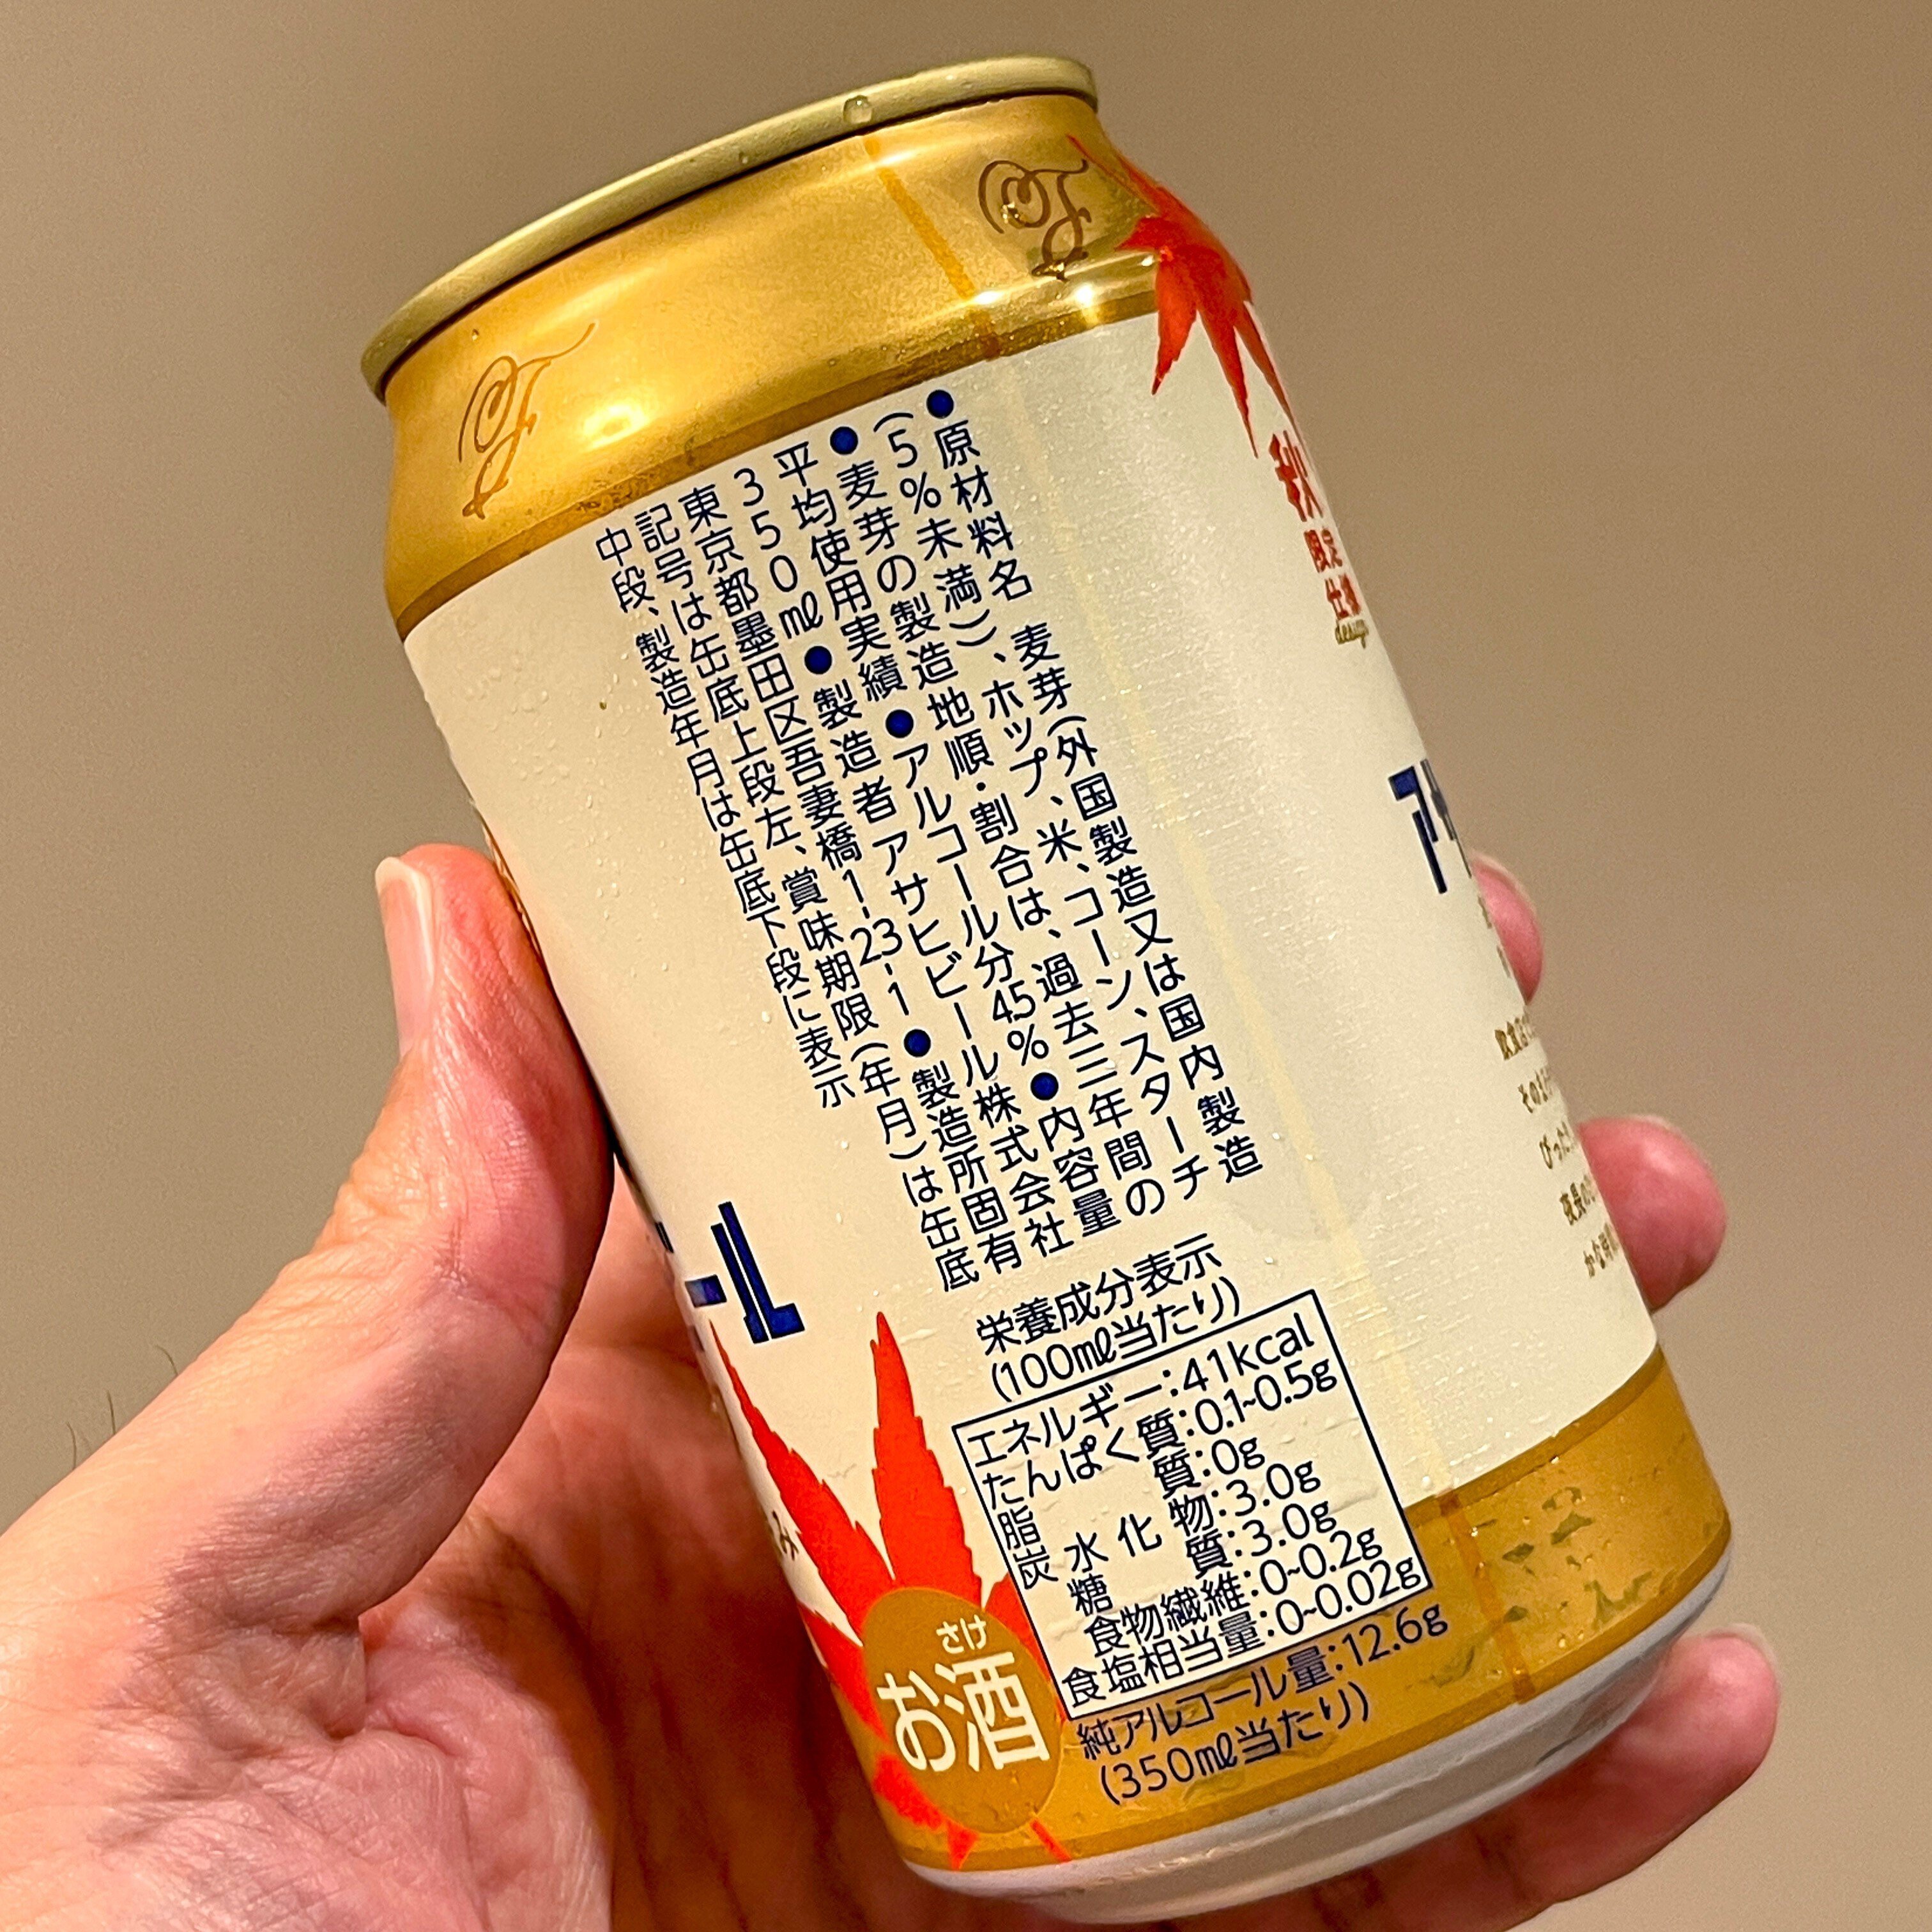 ●原材料名 麦芽(外国製造又は国内製造
(5%未満))、ホップ、米、コーン、スターチ
●麦芽の製造地順・割合は、過去三年間の
平均使用実績●アルコール分45%●内容量
350㎖●製造者アサヒビール株式会社
東京都墨田区吾妻橋1-23-1●製造所固有
記号は缶底上段左、賞味期限(年月)は缶底
中段、製造年月は缶底下段に表示
栄養成分表示
(100㎖当たり)
エネルギー:41kcal
たんぱく質:0.1~0.5g
脂質:0g
炭水化物:3.0g
糖質:3.0g
食物繊維:0~0.2g
食塩相当量:0~0.02g
純アルコール量:12.6g
(350㎖当たり)
さけ
お酒
秋
限定
仕様
design
アサ
ール